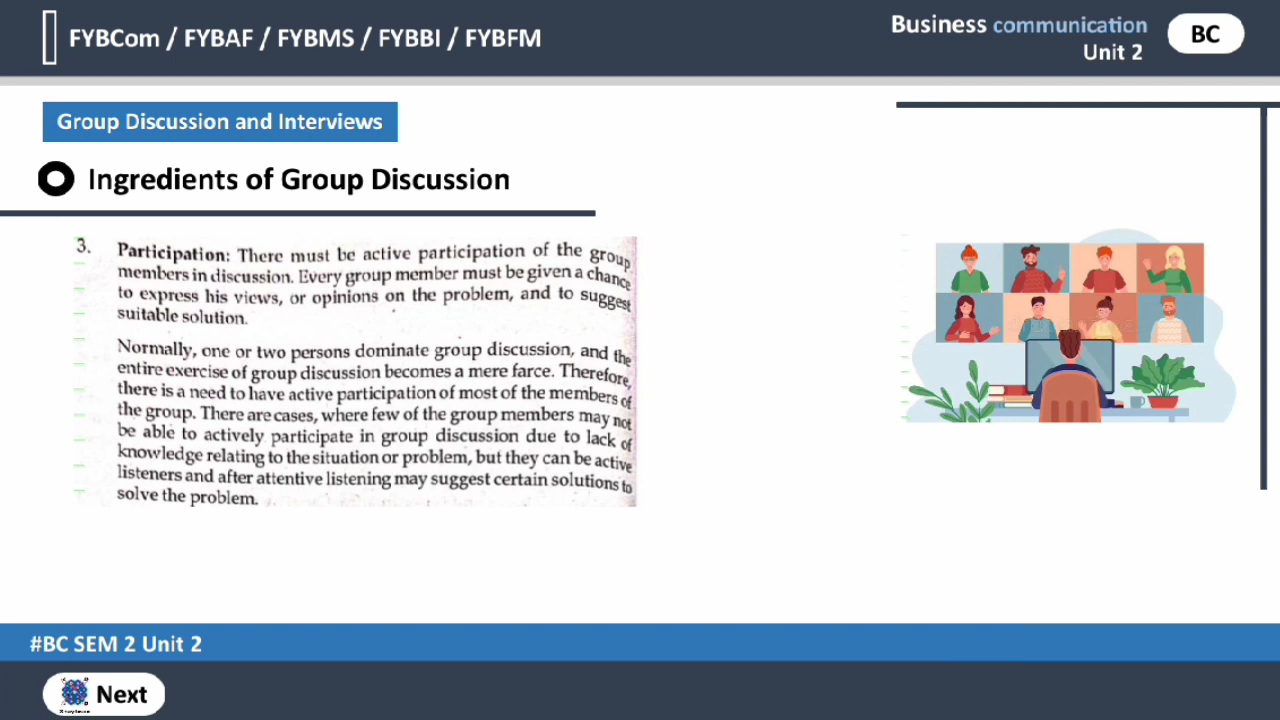 FYBCom / FYBAF / FYBMS / FYBBI / FYBFM
Business communication
Unit 2
BC
Group Discussion and Interviews
Ingredients of Group Discussion
3. Participation: There must be active participation of the group
members in discussion. Every group member must be given a chance
to express his views, or opinions on the problem, and to suggest
suitable solution.
Normally, one or two persons dominate group discussion, and the
entire exercise of group discussion becomes a mere farce. Therefore,
there is a need to have active participation of most of the members of
the group. There are cases, where few of the group members may not
be able to actively participate in group discussion due to lack of
knowledge relating to the situation or problem, but they can be active
listeners and after attentive listening may suggest certain solutions to
solve the problem.
#BC SEM 2 Unit 2
Next